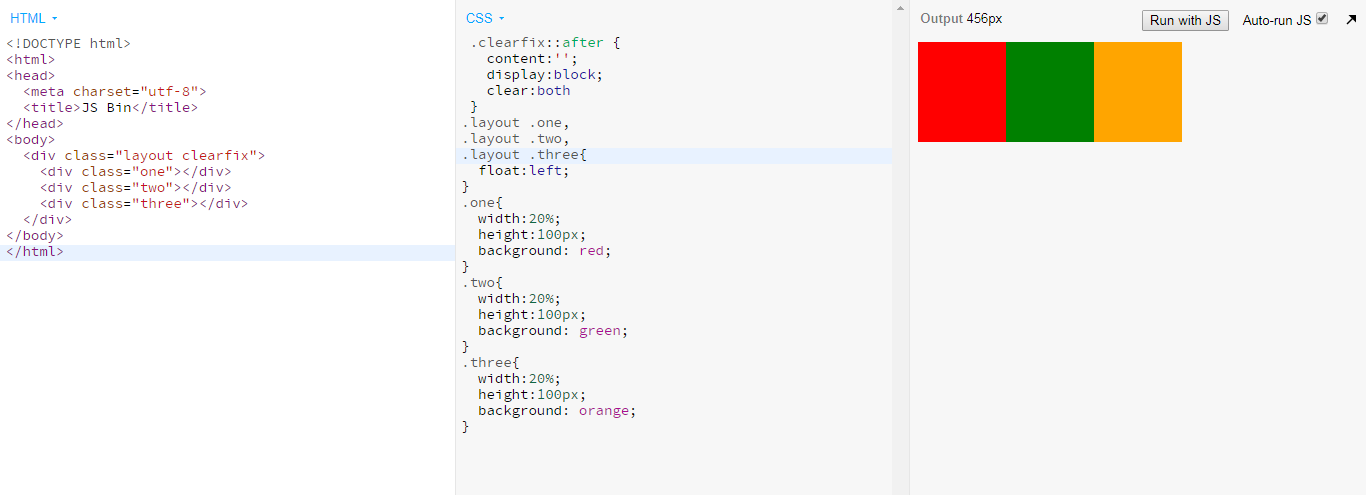 HTML
<!DOCTYPE html>
<html>
<head>
  <meta charset="utf-8">
  <title>JS Bin</title>
</head>
<body>
  <div class="layout clearfix">
    <div class="one"></div>
    <div class="two"></div>
    <div class="three"></div>
  </div>
</body>
</html>
CSS
 .clearfix::after {
   content:'';
   display:block;
   clear:both
 }
.layout .one,
.layout .two,
.layout .three{
  float:left;
}
.one{
  width:20%;
  height:100px;
  background: red;
}
.two{
  width:20%;
  height:100px;
  background: green;
}
.three{
  width:20%;
  height:100px;
  background: orange;
}
Output 456px
Run with JS
Auto-run JS